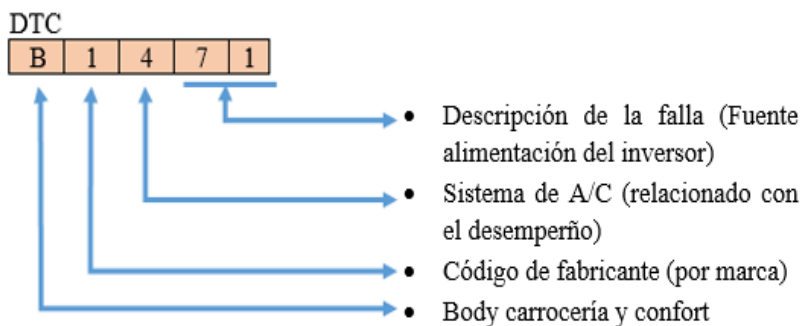 DTC
B 1 4 7 1
• Descripción de la falla (Fuente
alimentación del inversor)
• Sistema de A/C (relacionado con
el desemperño)
• Código de fabricante (por marca)
• Body carrocería y confort